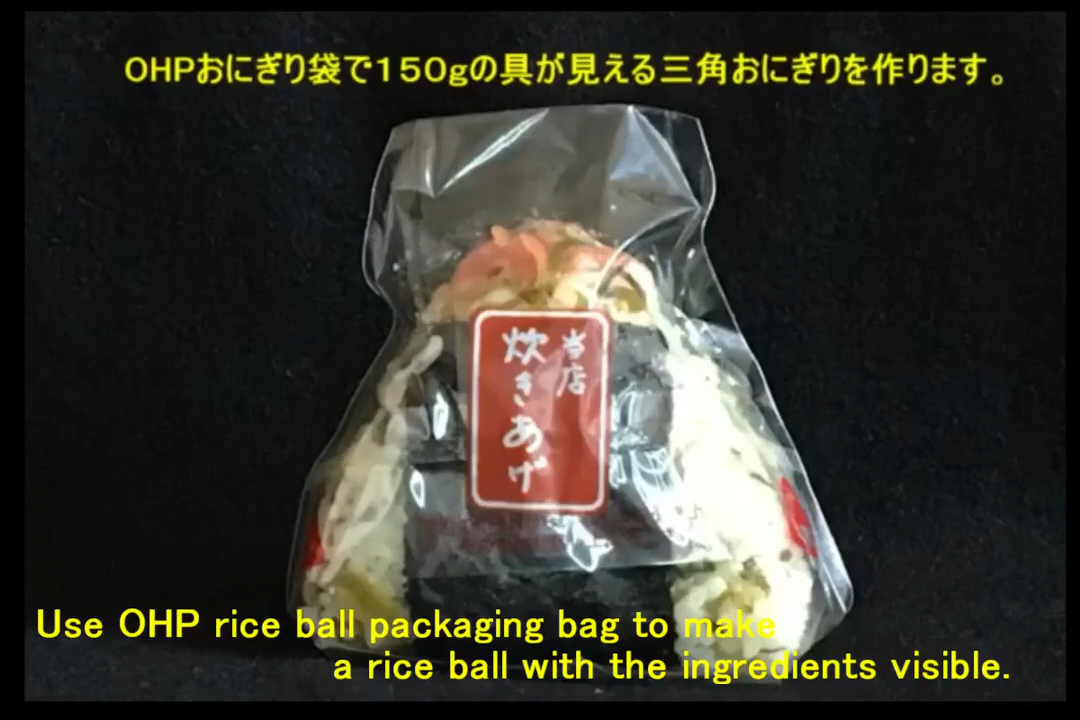 OHPおにぎり袋で１５０ｇの具が見える三角おにぎりを作ります。
当店
炊きあげ
Use OHP rice ball packaging bag to make
a rice ball with the ingredients visible.